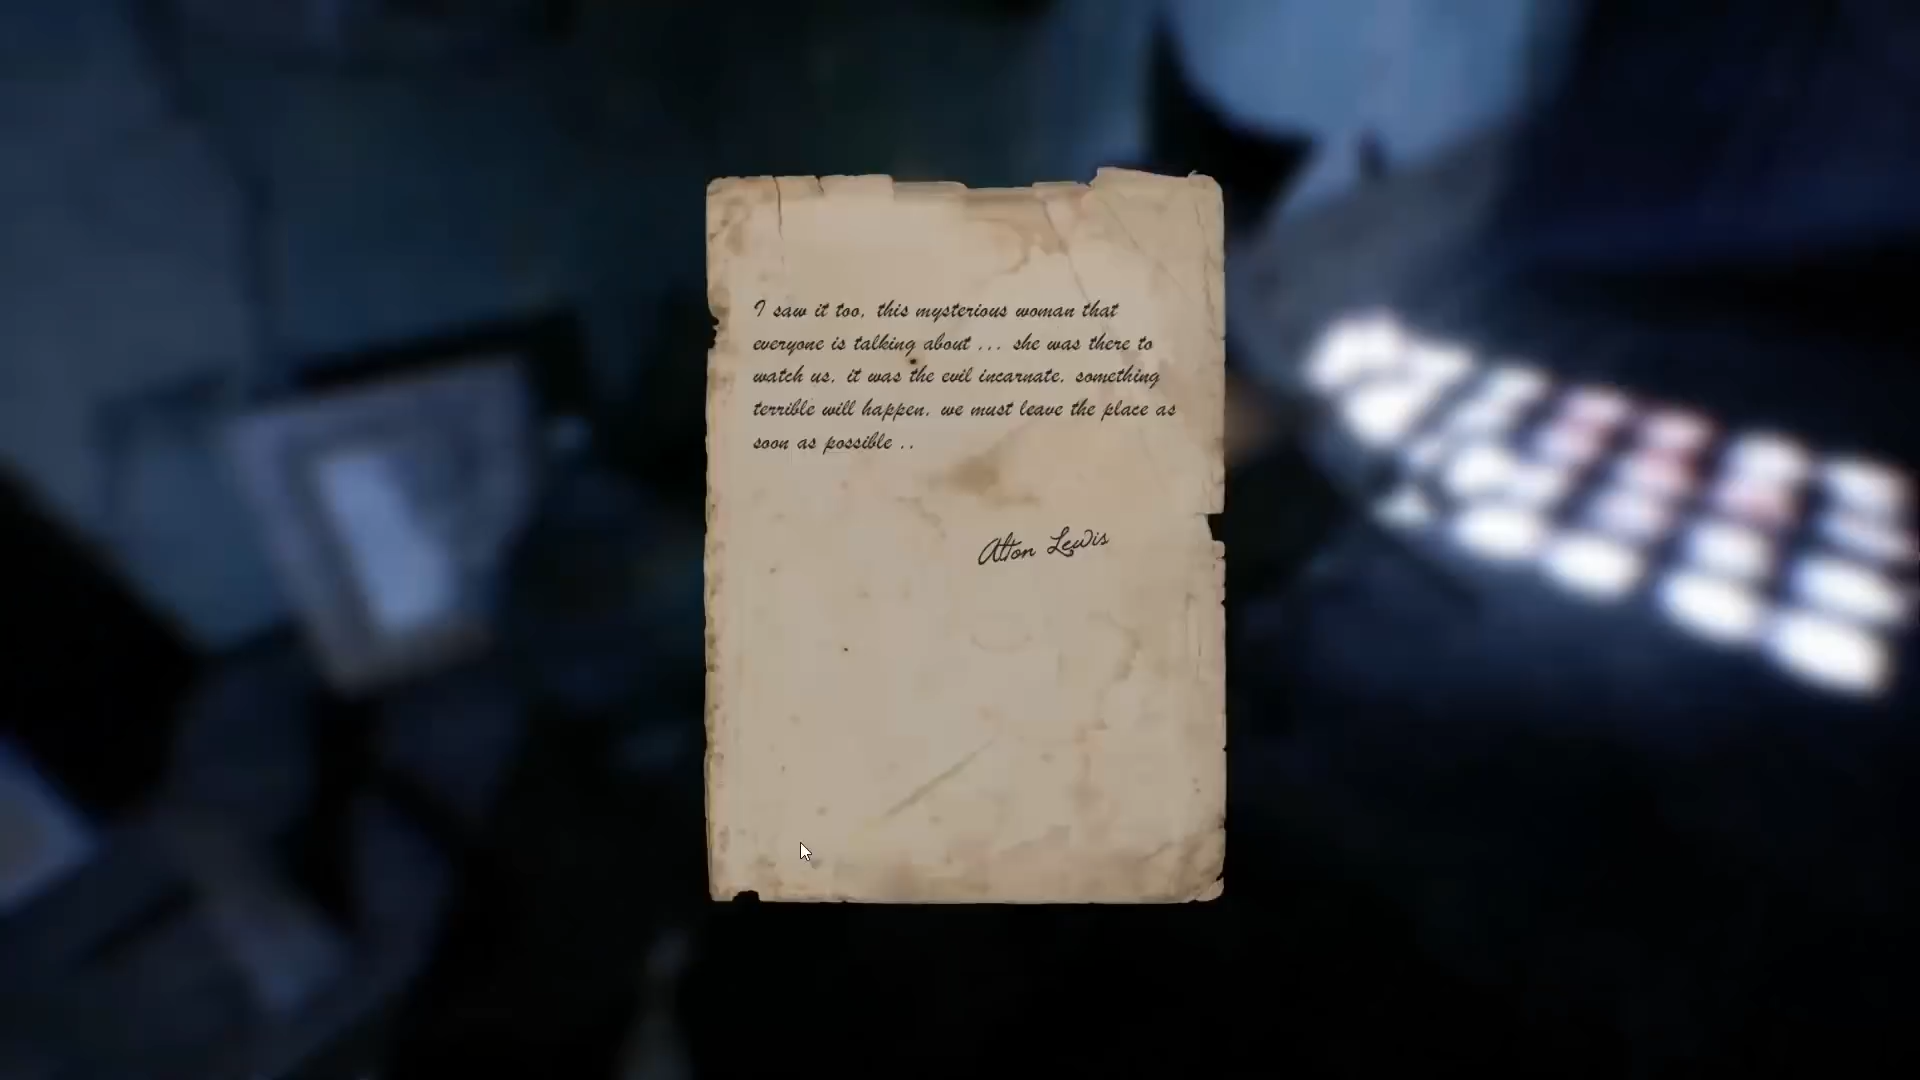 I saw it too, this mysterious woman that
everyone is talking about ... she was there to
watch us, it was the evil incarnate, something
terrible will happen, we must leave the place as
soon as possible ..
Alton Lewis